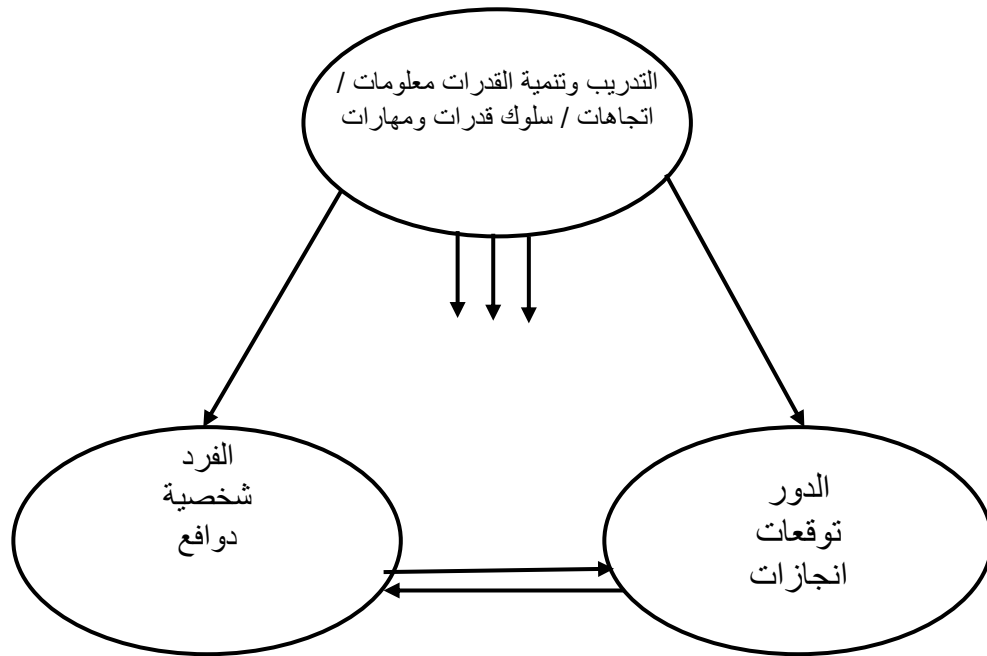 التدريب وتنمية القدرات معلومات /
اتجاهات / سلوك قدرات ومهارات
الفرد
شخصية
دوافع
الدور
توقعات
انجازات